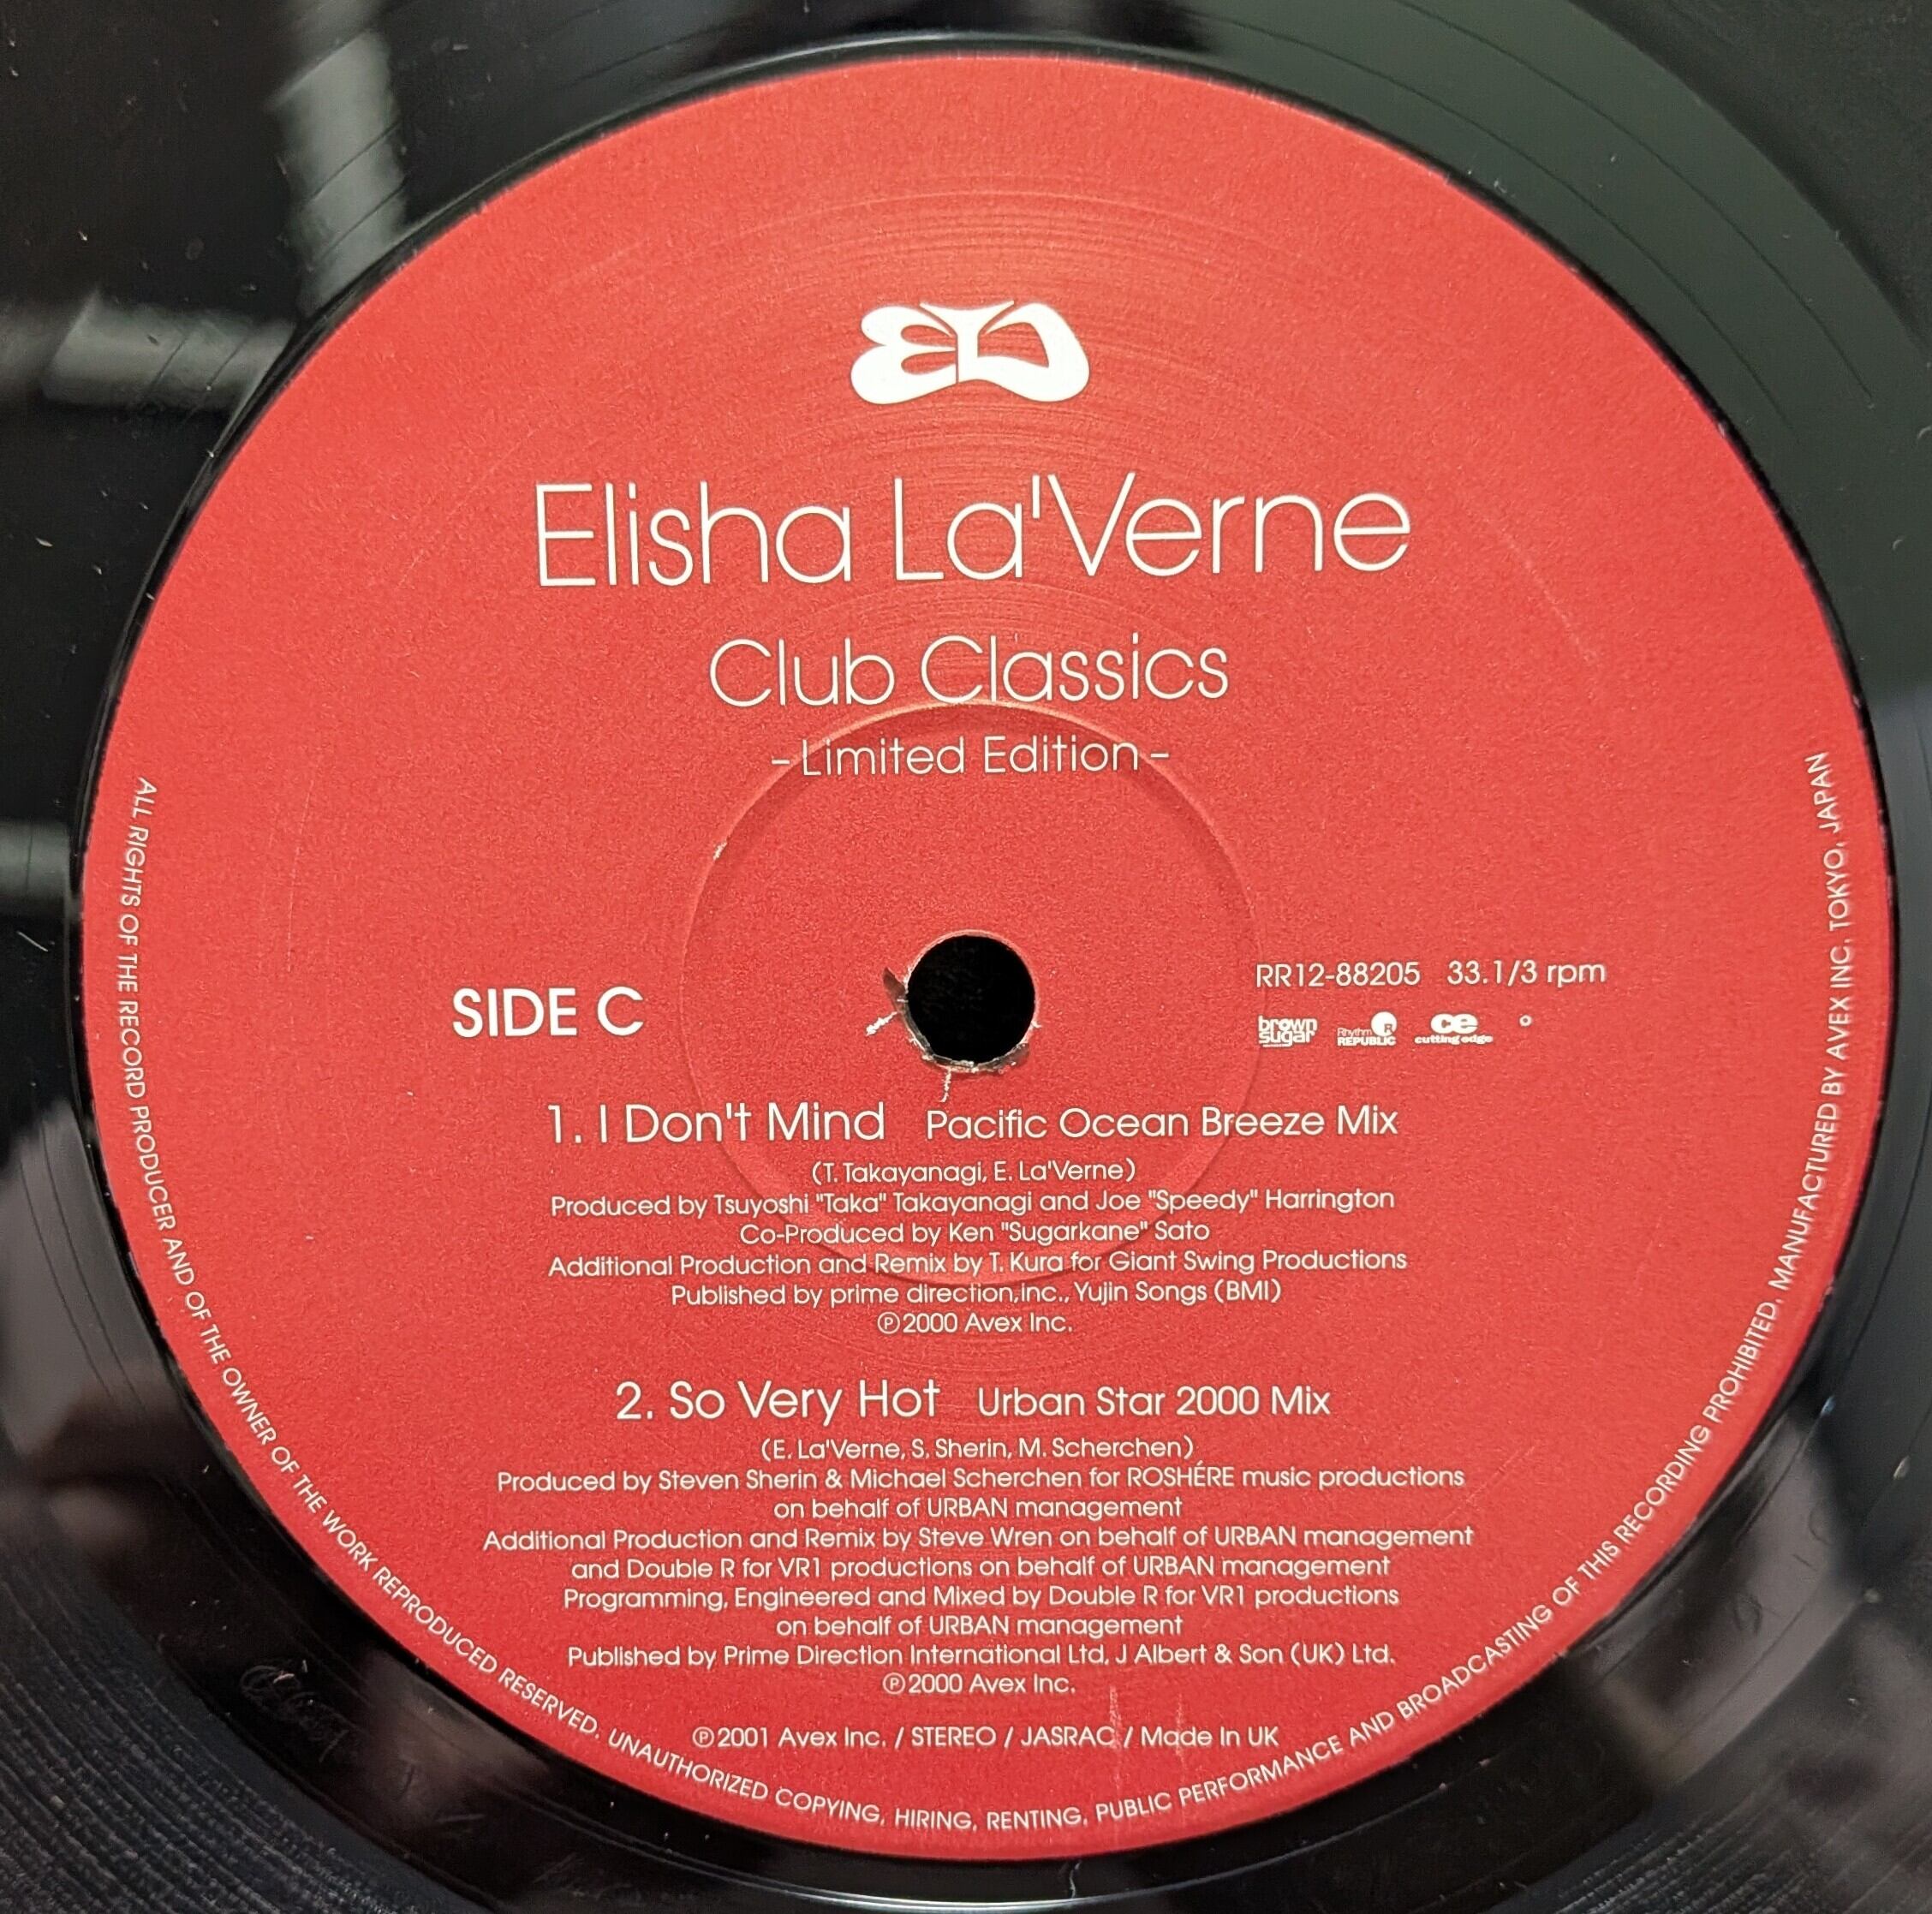 EL
Elisha La'Verne
Club Classics
- Limited Edition -
SIDE C
RR12-88205 33.1/3 rpm
brown sugar
Rhythm REPUBLIC
R
ce
cutting edge
1. I Don't Mind Pacific Ocean Breeze Mix
(T. Takayanagi, E. La'Verne)
Produced by Tsuyoshi "Taka" Takayanagi and Joe "Speedy" Harrington
Co-Produced by Ken "Sugarkane" Sato
Additional Production and Remix by T. Kura for Giant Swing Productions
Published by prime direction,inc., Yujin Songs (BMI)
℗2000 Avex Inc.
2. So Very Hot Urban Star 2000 Mix
(E. La'Verne, S. Sherin, M. Scherchen)
Produced by Steven Sherin & Michael Scherchen for ROSHÉRE music productions
on behalf of URBAN management
Additional Production and Remix by Steve Wren on behalf of URBAN management
and Double R for VR1 productions on behalf of URBAN management
Programming, Engineered and Mixed by Double R for VR1 productions
on behalf of URBAN management
Published by Prime Direction International Ltd, J Albert & Son (UK) Ltd.
℗2000 Avex Inc.
℗2001 Avex Inc. / STEREO / JASRAC / Made In UK
ALL RIGHTS OF THE RECORD PRODUCER AND OF THE OWNER OF THE WORK REPRODUCED RESERVED. UNAUTHORIZED COPYING, HIRING, RENTING, PUBLIC PERFORMANCE AND BROADCASTING OF THIS RECORDING PROHIBITED. MANUFACTURED BY AVEX INC. TOKYO, JAPAN